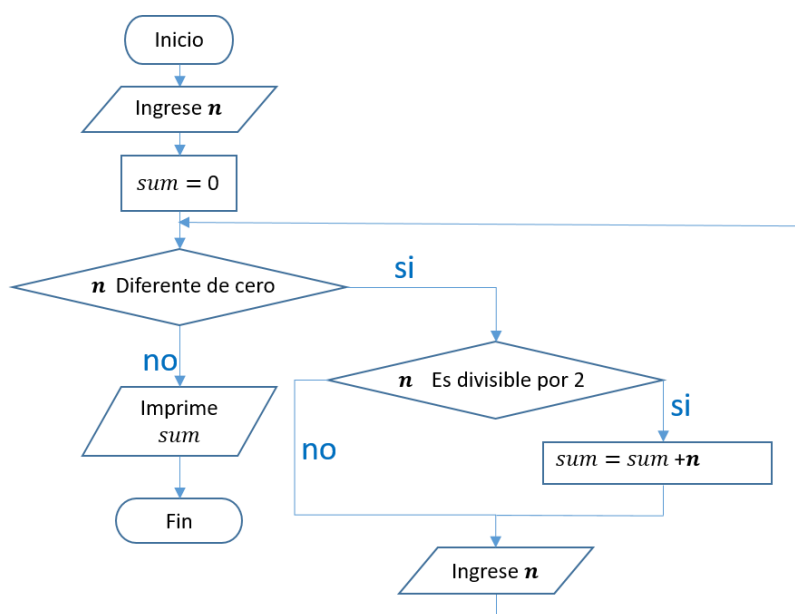 Inicio
Ingrese n
sum = 0
n Diferente de cero
si
no
n Es divisible por 2
si
no
Imprime
sum
sum = sum +n
Fin
Ingrese n